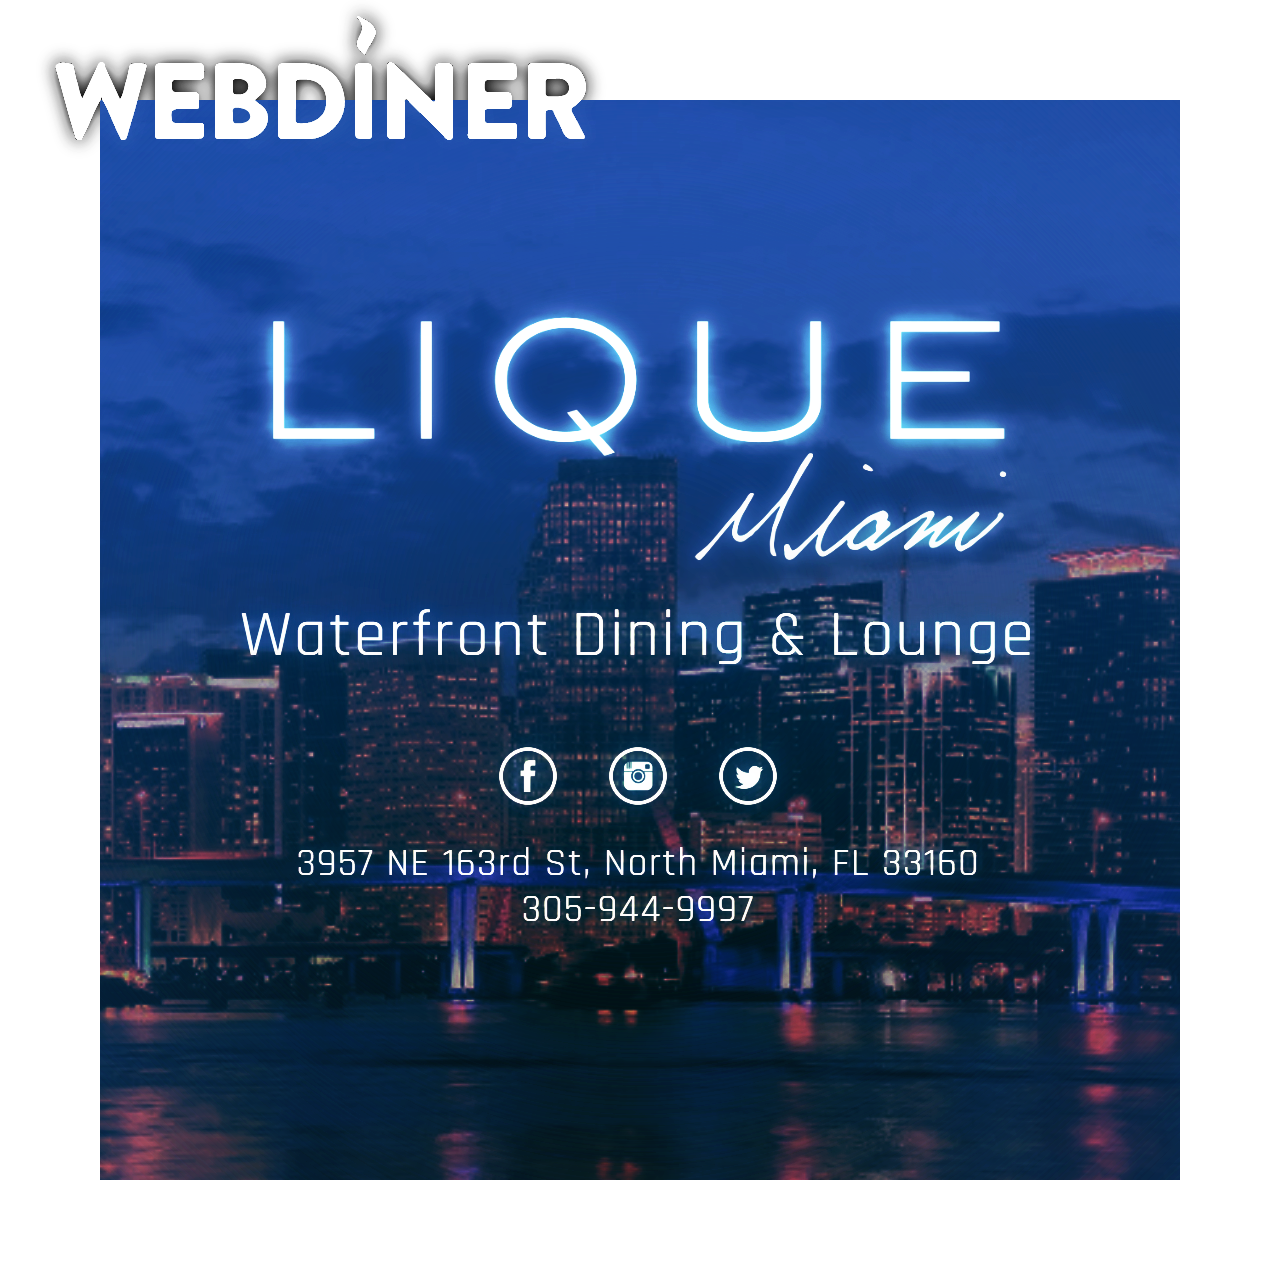 WEBDINER
LIQUE
Miami
Waterfront Dining & Lounge
3957 NE 163rd St, North Miami, FL 33160
305-944-9997